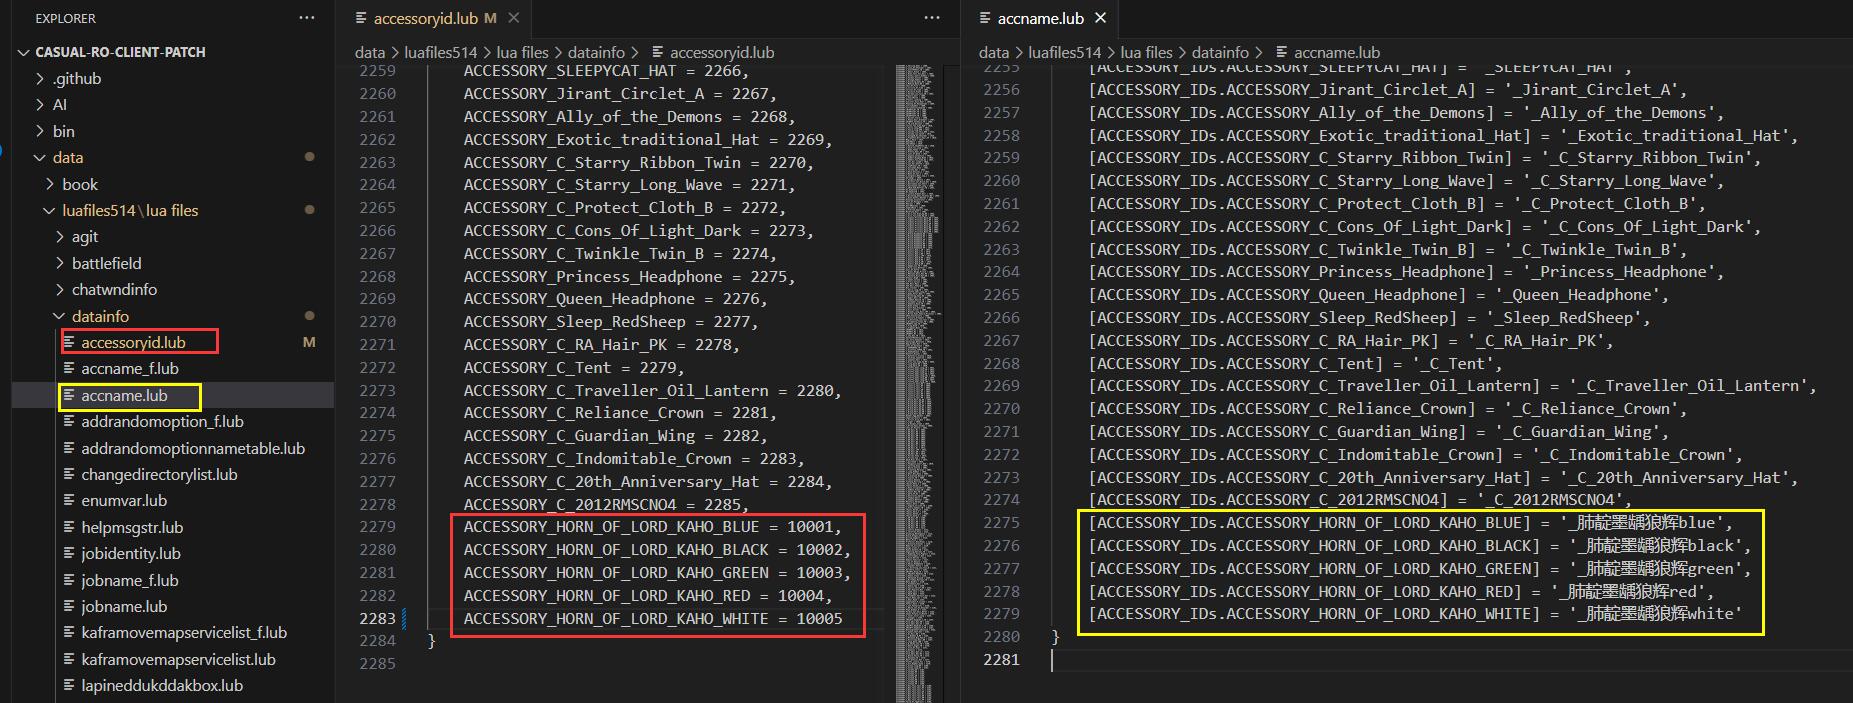 EXPLORER
CASUAL-RO-CLIENT-PATCH
.github
AI
bin
data
book
luafiles514\lua files
agit
battlefield
chatwndinfo
datainfo
accessoryid.lub M
accname_f.lub
accname.lub
addrandomoption_f.lub
addrandomoptionnametable.lub
changedirectorylist.lub
enumvar.lub
helpmsgstr.lub
jobidentity.lub
jobname_f.lub
jobname.lub
kaframovemapservicelist_f.lub
kaframovemapservicelist.lub
lapineddukddakbox.lub
accessoryid.lub M
data > luafiles514 > lua files > datainfo > accessoryid.lub
2259 ACCESSORY_SLEEPYCAT_HAT = 2266,
2260 ACCESSORY_Jirant_Circlet_A = 2267,
2261 ACCESSORY_Ally_of_the_Demons = 2268,
2262 ACCESSORY_Exotic_traditional_Hat = 2269,
2263 ACCESSORY_C_Starry_Ribbon_Twin = 2270,
2264 ACCESSORY_C_Starry_Long_Wave = 2271,
2265 ACCESSORY_C_Protect_Cloth_B = 2272,
2266 ACCESSORY_C_Cons_Of_Light_Dark = 2273,
2267 ACCESSORY_C_Twinkle_Twin_B = 2274,
2268 ACCESSORY_Princess_Headphone = 2275,
2269 ACCESSORY_Queen_Headphone = 2276,
2270 ACCESSORY_Sleep_RedSheep = 2277,
2271 ACCESSORY_C_RA_Hair_PK = 2278,
2272 ACCESSORY_C_Tent = 2279,
2273 ACCESSORY_C_Traveller_Oil_Lantern = 2280,
2274 ACCESSORY_C_Reliance_Crown = 2281,
2275 ACCESSORY_C_Guardian_Wing = 2282,
2276 ACCESSORY_C_Indomitable_Crown = 2283,
2277 ACCESSORY_C_20th_Anniversary_Hat = 2284,
2278 ACCESSORY_C_2012RMSCNO4 = 2285,
2279 ACCESSORY_HORN_OF_LORD_KAHO_BLUE = 10001,
2280 ACCESSORY_HORN_OF_LORD_KAHO_BLACK = 10002,
2281 ACCESSORY_HORN_OF_LORD_KAHO_GREEN = 10003,
2282 ACCESSORY_HORN_OF_LORD_KAHO_RED = 10004,
2283 ACCESSORY_HORN_OF_LORD_KAHO_WHITE = 10005
2284 }
2285
accname.lub
data > luafiles514 > lua files > datainfo > accname.lub
2255 [ACCESSORY_IDs.ACCESSORY_SLEEPYCAT_HAT] = '_SLEEPYCAT_HAT',
2256 [ACCESSORY_IDs.ACCESSORY_Jirant_Circlet_A] = '_Jirant_Circlet_A',
2257 [ACCESSORY_IDs.ACCESSORY_Ally_of_the_Demons] = '_Ally_of_the_Demons',
2258 [ACCESSORY_IDs.ACCESSORY_Exotic_traditional_Hat] = '_Exotic_traditional_Hat',
2259 [ACCESSORY_IDs.ACCESSORY_C_Starry_Ribbon_Twin] = '_C_Starry_Ribbon_Twin',
2260 [ACCESSORY_IDs.ACCESSORY_C_Starry_Long_Wave] = '_C_Starry_Long_Wave',
2261 [ACCESSORY_IDs.ACCESSORY_C_Protect_Cloth_B] = '_C_Protect_Cloth_B',
2262 [ACCESSORY_IDs.ACCESSORY_C_Cons_Of_Light_Dark] = '_C_Cons_Of_Light_Dark',
2263 [ACCESSORY_IDs.ACCESSORY_C_Twinkle_Twin_B] = '_C_Twinkle_Twin_B',
2264 [ACCESSORY_IDs.ACCESSORY_Princess_Headphone] = '_Princess_Headphone',
2265 [ACCESSORY_IDs.ACCESSORY_Queen_Headphone] = '_Queen_Headphone',
2266 [ACCESSORY_IDs.ACCESSORY_Sleep_RedSheep] = '_Sleep_RedSheep',
2267 [ACCESSORY_IDs.ACCESSORY_C_RA_Hair_PK] = '_C_RA_Hair_PK',
2268 [ACCESSORY_IDs.ACCESSORY_C_Tent] = '_C_Tent',
2269 [ACCESSORY_IDs.ACCESSORY_C_Traveller_Oil_Lantern] = '_C_Traveller_Oil_Lantern',
2270 [ACCESSORY_IDs.ACCESSORY_C_Reliance_Crown] = '_C_Reliance_Crown',
2271 [ACCESSORY_IDs.ACCESSORY_C_Guardian_Wing] = '_C_Guardian_Wing',
2272 [ACCESSORY_IDs.ACCESSORY_C_Indomitable_Crown] = '_C_Indomitable_Crown',
2273 [ACCESSORY_IDs.ACCESSORY_C_20th_Anniversary_Hat] = '_C_20th_Anniversary_Hat',
2274 [ACCESSORY_IDs.ACCESSORY_C_2012RMSCNO4] = '_C_2012RMSCNO4',
2275 [ACCESSORY_IDs.ACCESSORY_HORN_OF_LORD_KAHO_BLUE] = '_肺靛墨龋狼辉blue',
2276 [ACCESSORY_IDs.ACCESSORY_HORN_OF_LORD_KAHO_BLACK] = '_肺靛墨龋狼辉black',
2277 [ACCESSORY_IDs.ACCESSORY_HORN_OF_LORD_KAHO_GREEN] = '_肺靛墨龋狼辉green',
2278 [ACCESSORY_IDs.ACCESSORY_HORN_OF_LORD_KAHO_RED] = '_肺靛墨龋狼辉red',
2279 [ACCESSORY_IDs.ACCESSORY_HORN_OF_LORD_KAHO_WHITE] = '_肺靛墨龋狼辉white'
2280 }
2281